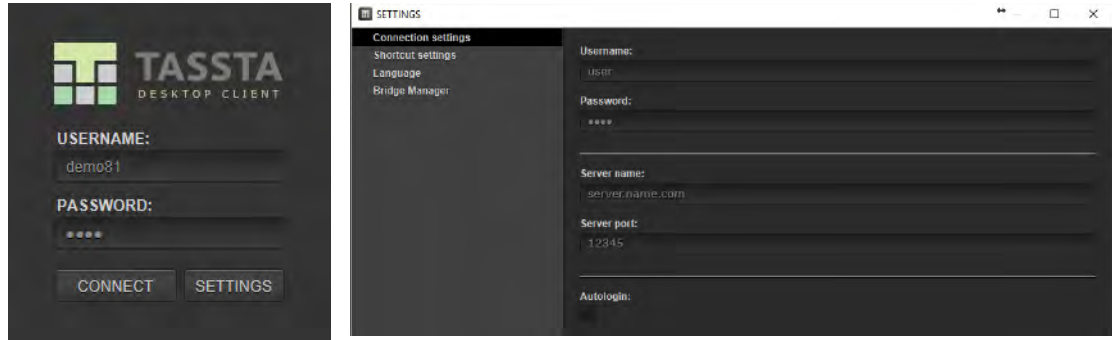 TASSTA
DESKTOP CLIENT
USERNAME:
demo81
PASSWORD:
••••
CONNECT
SETTINGS
SETTINGS
Connection settings
Shortcut settings
Language
Bridge Manager
Username:
user
Password:
••••
Server name:
server.name.com
Server port:
12345
Autologin: